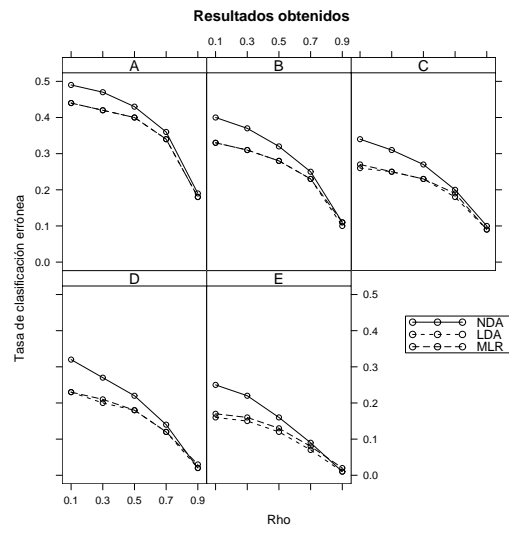 Resultados obtenidos
0.1 0.3 0.5 0.7 0.9
A B C
0.5
0.4
0.3
0.2
0.1
0.0
D E
0.5
0.4
0.3
0.2
0.1
0.0
0.1 0.3 0.5 0.7 0.9
Tasa de clasificación errónea
Rho
NDA
LDA
MLR